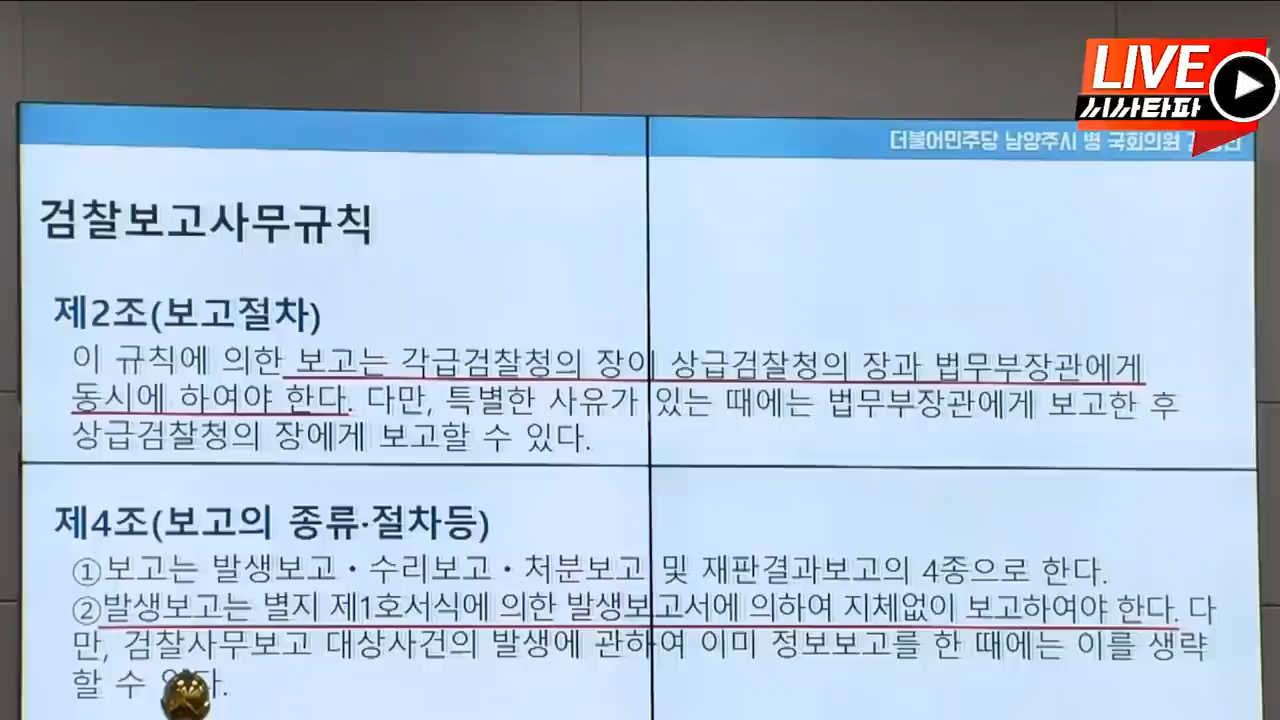 LIVE
시사타파
더불어민주당 남양주시 병 국회의원
검찰보고사무규칙
제2조(보고절차)
이 규칙에 의한 보고는 각급검찰청의 장이 상급검찰청의 장과 법무부장관에게
동시에 하여야 한다. 다만, 특별한 사유가 있는 때에는 법무부장관에게 보고한 후
상급검찰청의 장에게 보고할 수 있다.
제4조(보고의 종류·절차등)
①보고는 발생보고・수리보고・처분보고 및 재판결과보고의 4종으로 한다.
②발생보고는 별지 제1호서식에 의한 발생보고서에 의하여 지체없이 보고하여야 한다. 다
만, 검찰사무보고 대상사건의 발생에 관하여 이미 정보보고를 한 때에는 이를 생략
할 수